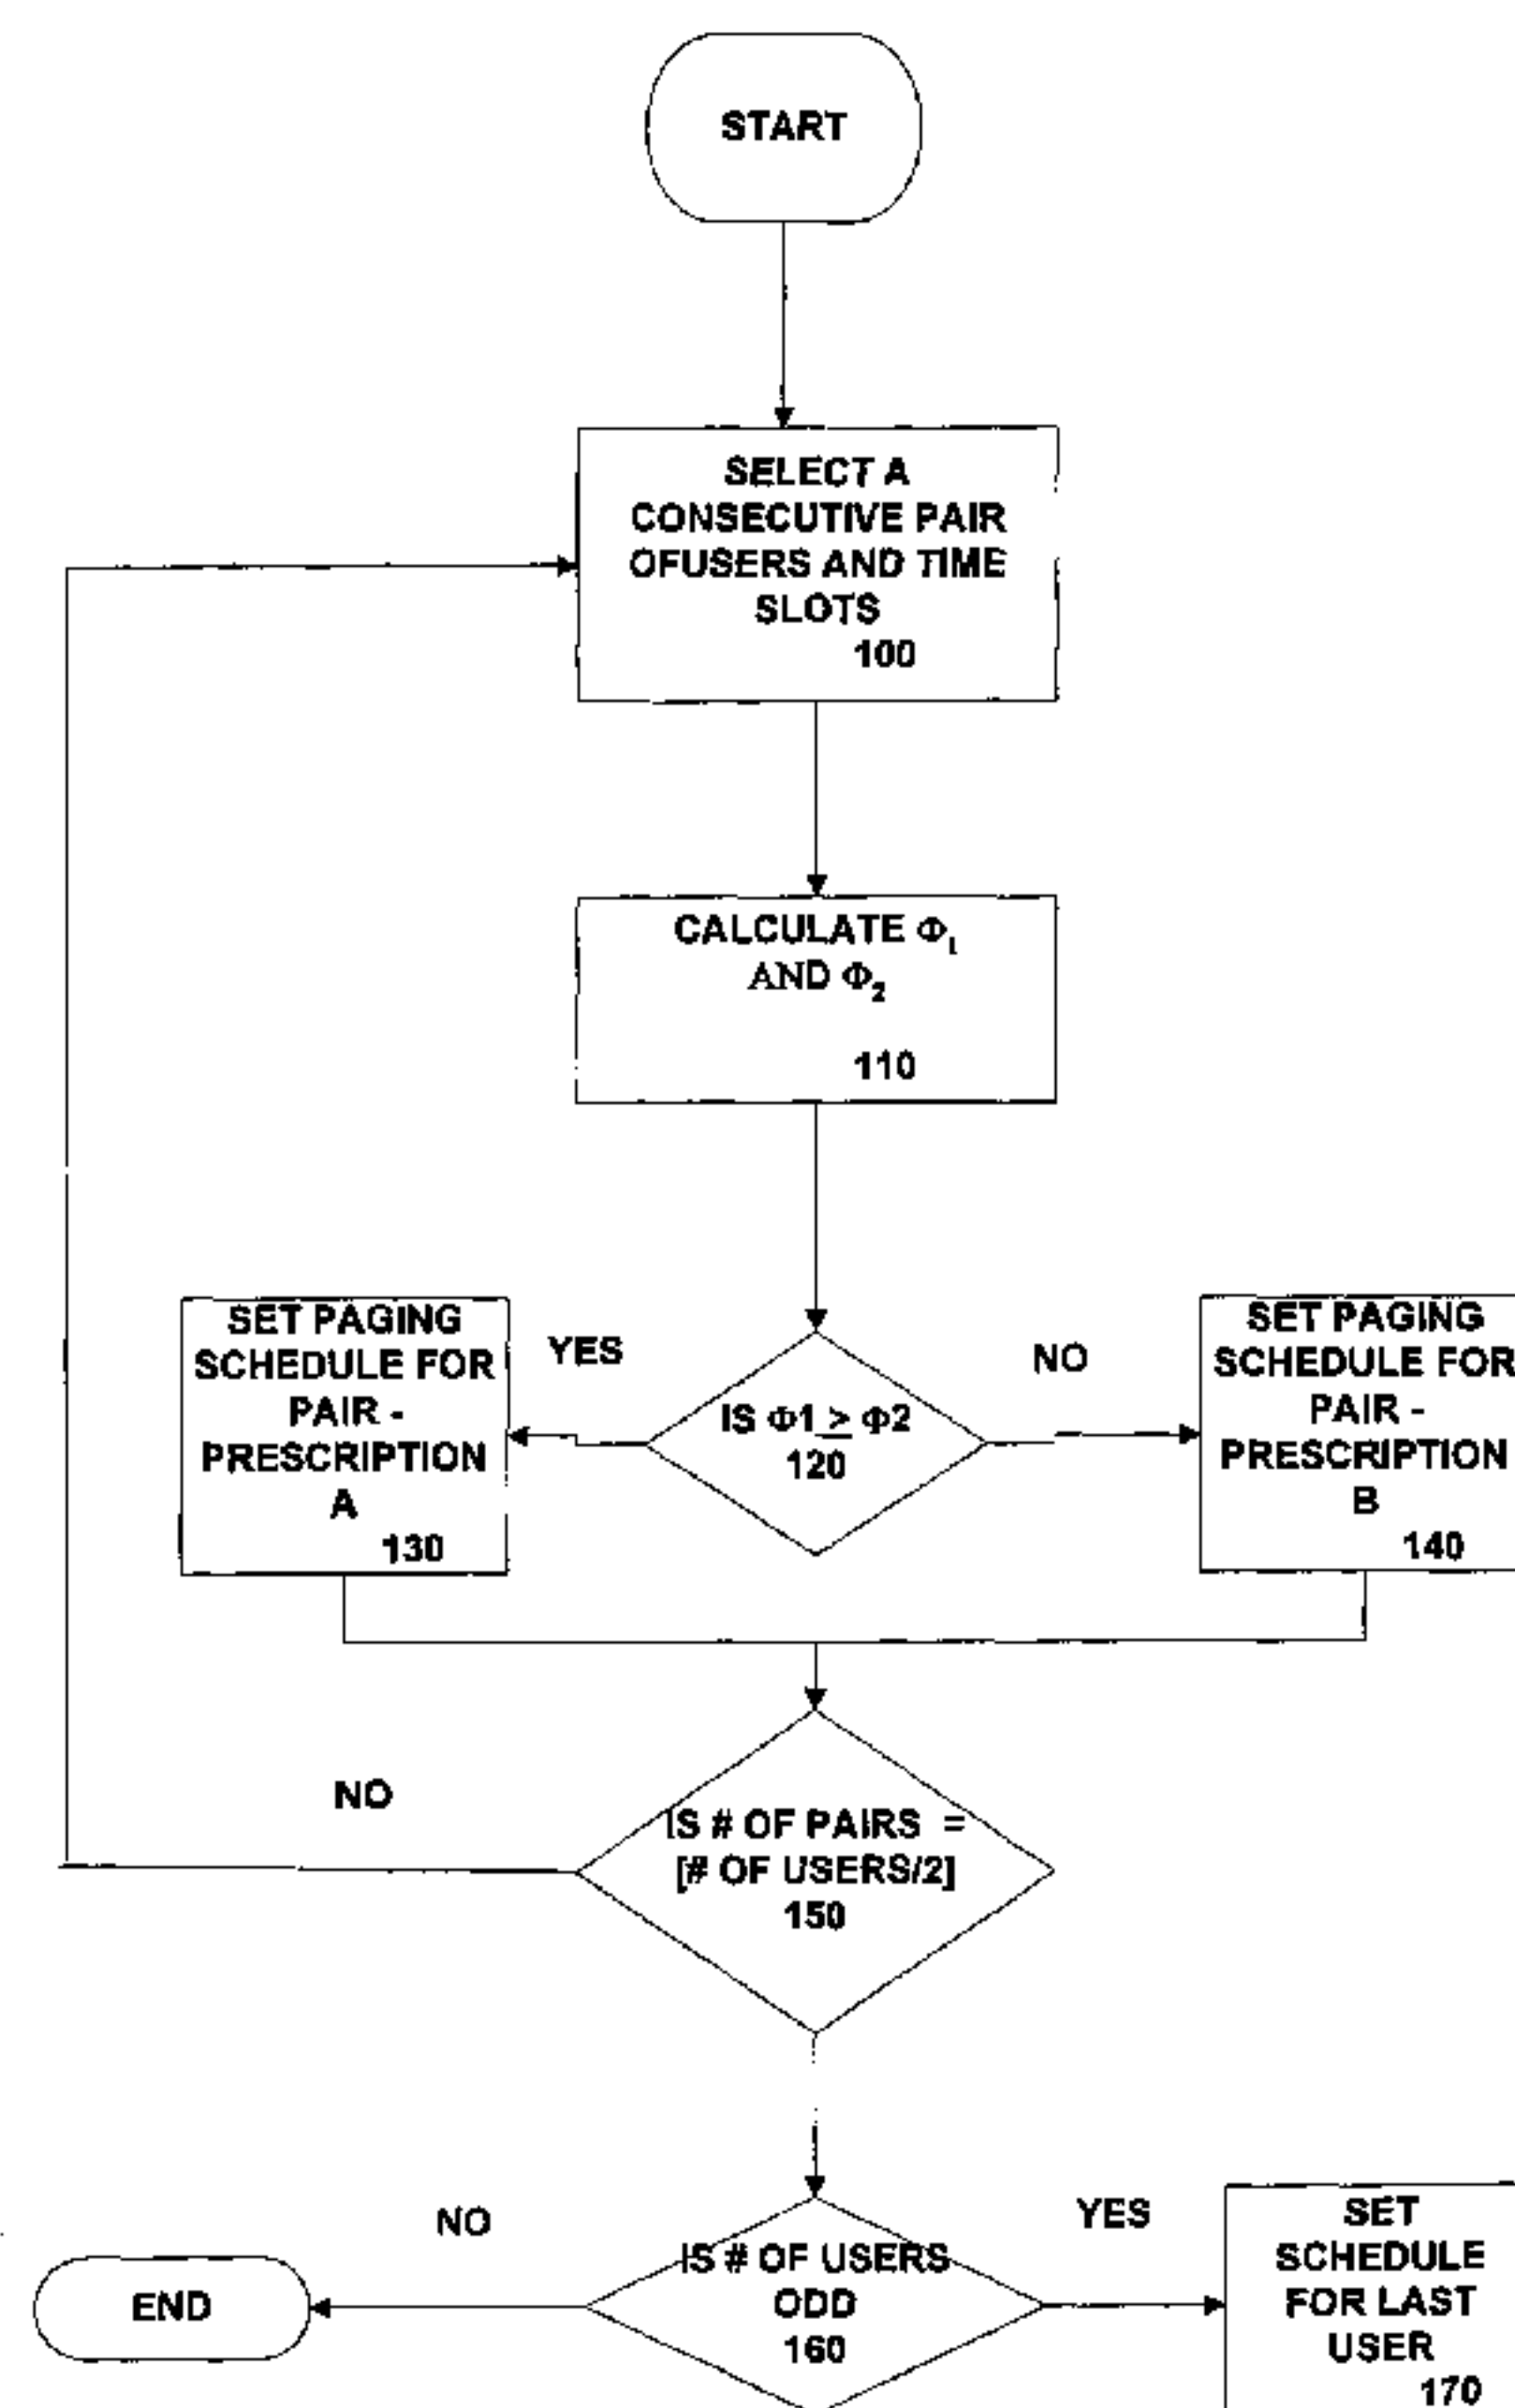 START
SELECT A
CONSECUTIVE PAIR
OFUSERS AND TIME
SLOTS
100
CALCULATE Φ₁
AND Φ₂
110
SET PAGING
SCHEDULE FOR
PAIR -
PRESCRIPTION
A
130
YES
IS Φ1 ≥ Φ2
120
NO
SET PAGING
SCHEDULE FOR
PAIR -
PRESCRIPTION
B
140
NO
IS # OF PAIRS =
[# OF USERS/2]
150
END
NO
IS # OF USERS
ODD
160
YES
SET
SCHEDULE
FOR LAST
USER
170